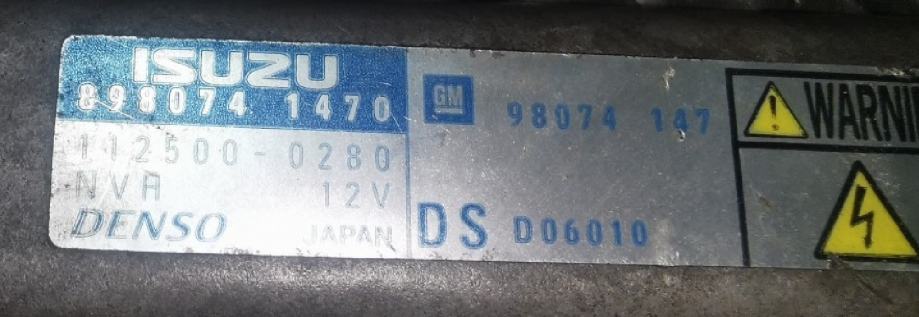 ISUZU
898074 1470
112500-0280
NVA 12V
DENSO JAPAN
GM 98074 147
DS D06010
WARNI